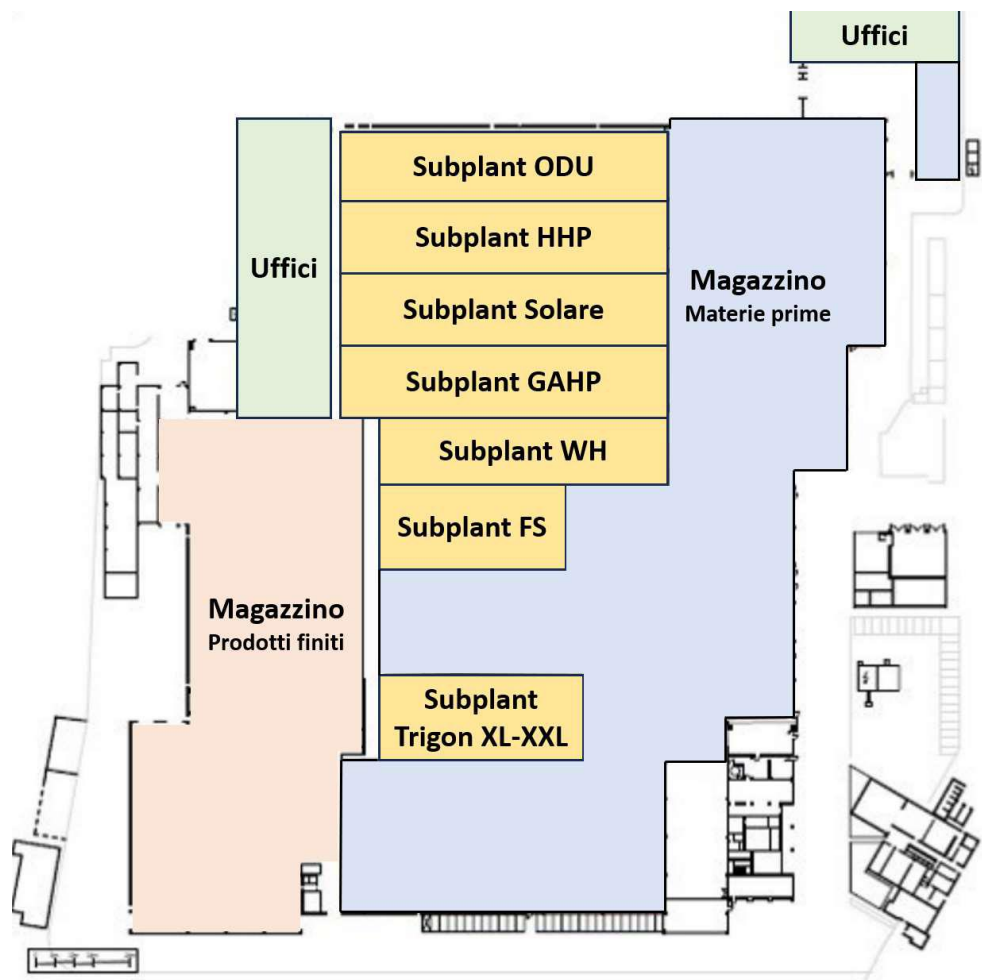 Uffici
Subplant ODU
Subplant HHP
Uffici
Magazzino
Materie prime
Subplant Solare
Subplant GAHP
Subplant WH
Subplant FS
Magazzino
Prodotti finiti
Subplant
Trigon XL-XXL